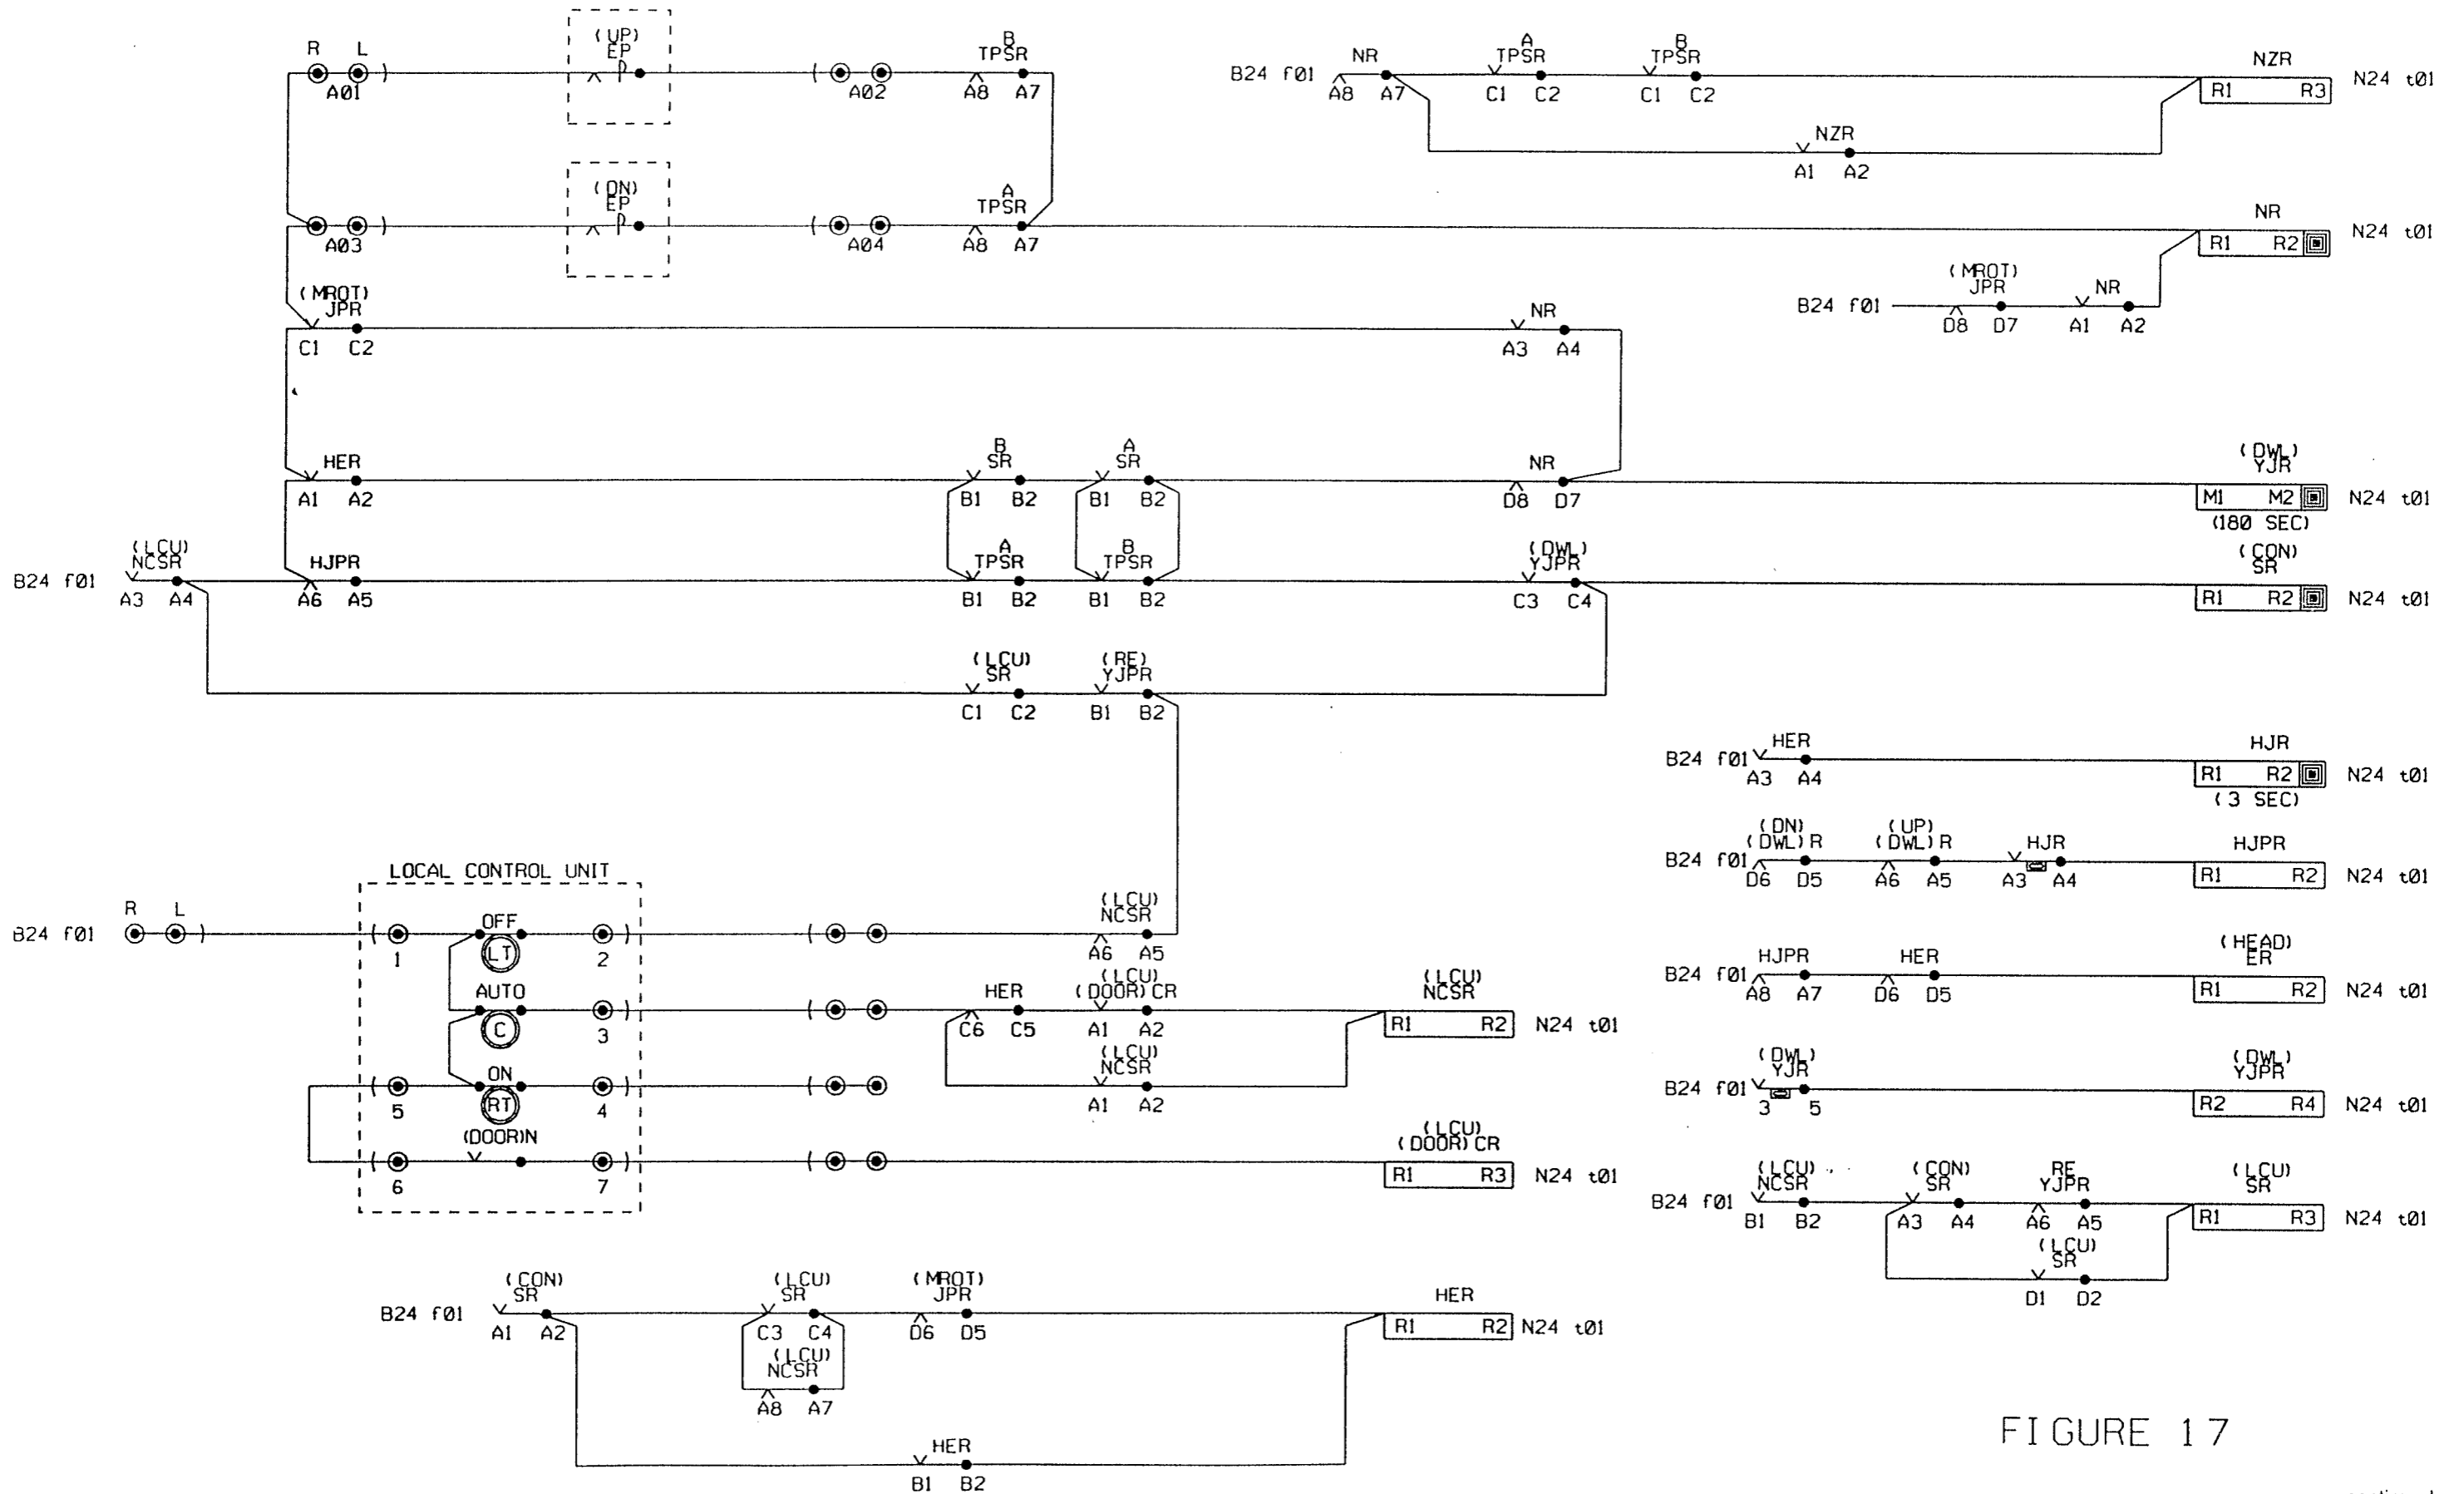 (UP)
EP
R L
A01
A02
B
TPSR
A8 A7
(DN)
EP
A03
A04
A
TPSR
A8 A7
B24 f01
NR
A8 A7
A
TPSR
C1 C2
B
TPSR
C1 C2
NZR
R1 R3
N24 t01
NZR
A1 A2
NR
R1 R2
N24 t01
B24 f01
(MROT)
JPR
D8 D7
NR
A1 A2
(MROT)
JPR
C1 C2
NR
A3 A4
HER
A1 A2
B
SR
B1 B2
A
SR
B1 B2
NR
D8 D7
(DWL)
YJR
M1 M2
N24 t01
(180 SEC)
B24 f01
(LCU)
NCSR
A3 A4
HJPR
A6 A5
A
TPSR
B1 B2
B
TPSR
B1 B2
(DWL)
YJPR
C3 C4
(CON)
SR
R1 R2
N24 t01
(LCU)
SR
C1 C2
(RE)
YJPR
B1 B2
B24 f01
HER
A3 A4
HJR
R1 R2
N24 t01
(3 SEC)
B24 f01
(DN)
(DWL)R
D6 D5
(UP)
(DWL)R
A6 A5
HJR
A3 A4
HJPR
R1 R2
N24 t01
B24 f01
HJPR
A8 A7
HER
D6 D5
(HEAD)
ER
R1 R2
N24 t01
B24 f01
(DWL)
YJR
3 5
(DWL)
YJPR
R2 R4
N24 t01
B24 f01
(LCU)
NCSR
B1 B2
(CON)
SR
A3 A4
RE
YJPR
A6 A5
(LCU)
SR
R1 R3
N24 t01
(LCU)
SR
D1 D2
LOCAL CONTROL UNIT
B24 f01
R L
1
OFF
LT
2
(LCU)
NCSR
A6 A5
AUTO
C
3
HER
C6 C5
(LCU)
(DOOR)CR
A1 A2
(LCU)
NCSR
R1 R2
N24 t01
(LCU)
NCSR
A1 A2
5
ON
RT
4
(DOOR)N
6
7
(LCU)
(DOOR)CR
R1 R3
N24 t01
B24 f01
(CON)
SR
A1 A2
(LCU)
SR
C3 C4
(MROT)
JPR
D6 D5
HER
R1 R2
N24 t01
(LCU)
NCSR
A8 A7
HER
B1 B2
FIGURE 17